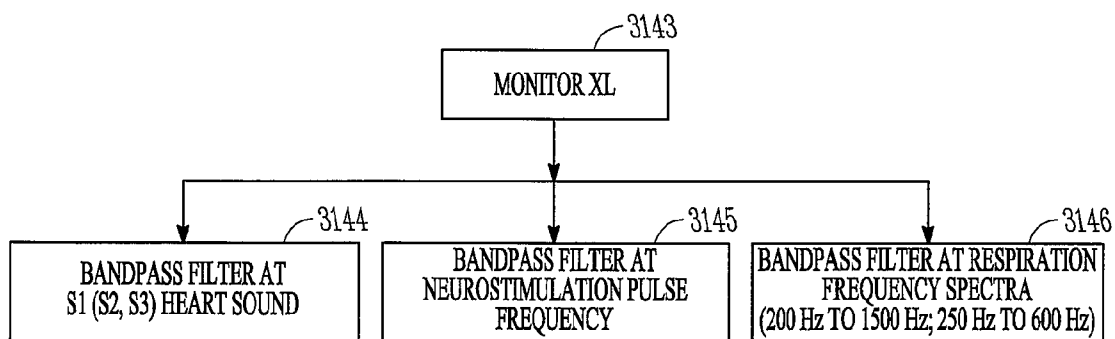 3143
MONITOR XL
3144
BANDPASS FILTER AT
S1 (S2, S3) HEART SOUND
3145
BANDPASS FILTER AT
NEUROSTIMULATION PULSE
FREQUENCY
3146
BANDPASS FILTER AT RESPIRATION
FREQUENCY SPECTRA
(200 Hz TO 1500 Hz; 250 Hz TO 600 Hz)